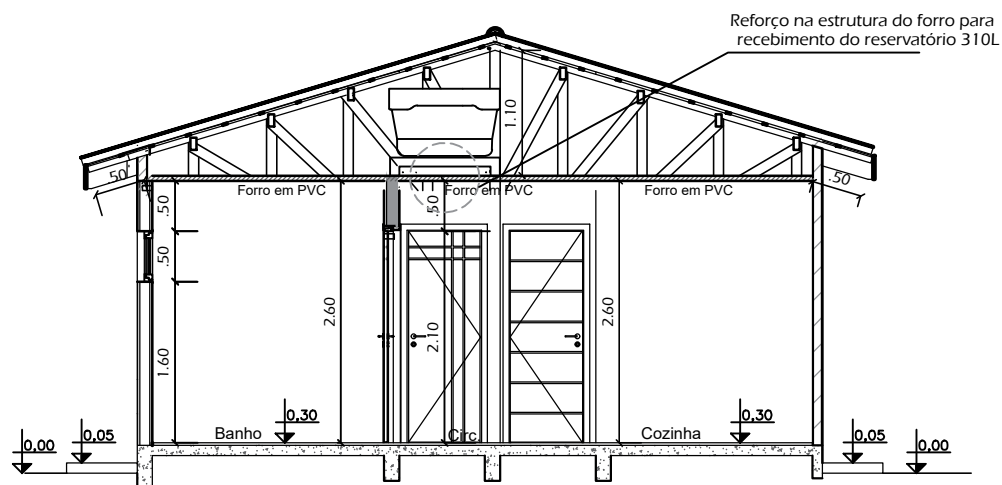 Reforço na estrutura do forro para
recebimento do reservatório 310L
1.10
.50
.50
Forro em PVC
Forro em PVC
Forro em PVC
.50
.50
.50
2.60
2.10
2.60
1.60
0,30
0,30
Banho
Circ.
Cozinha
0,00
0,05
0,05
0,00